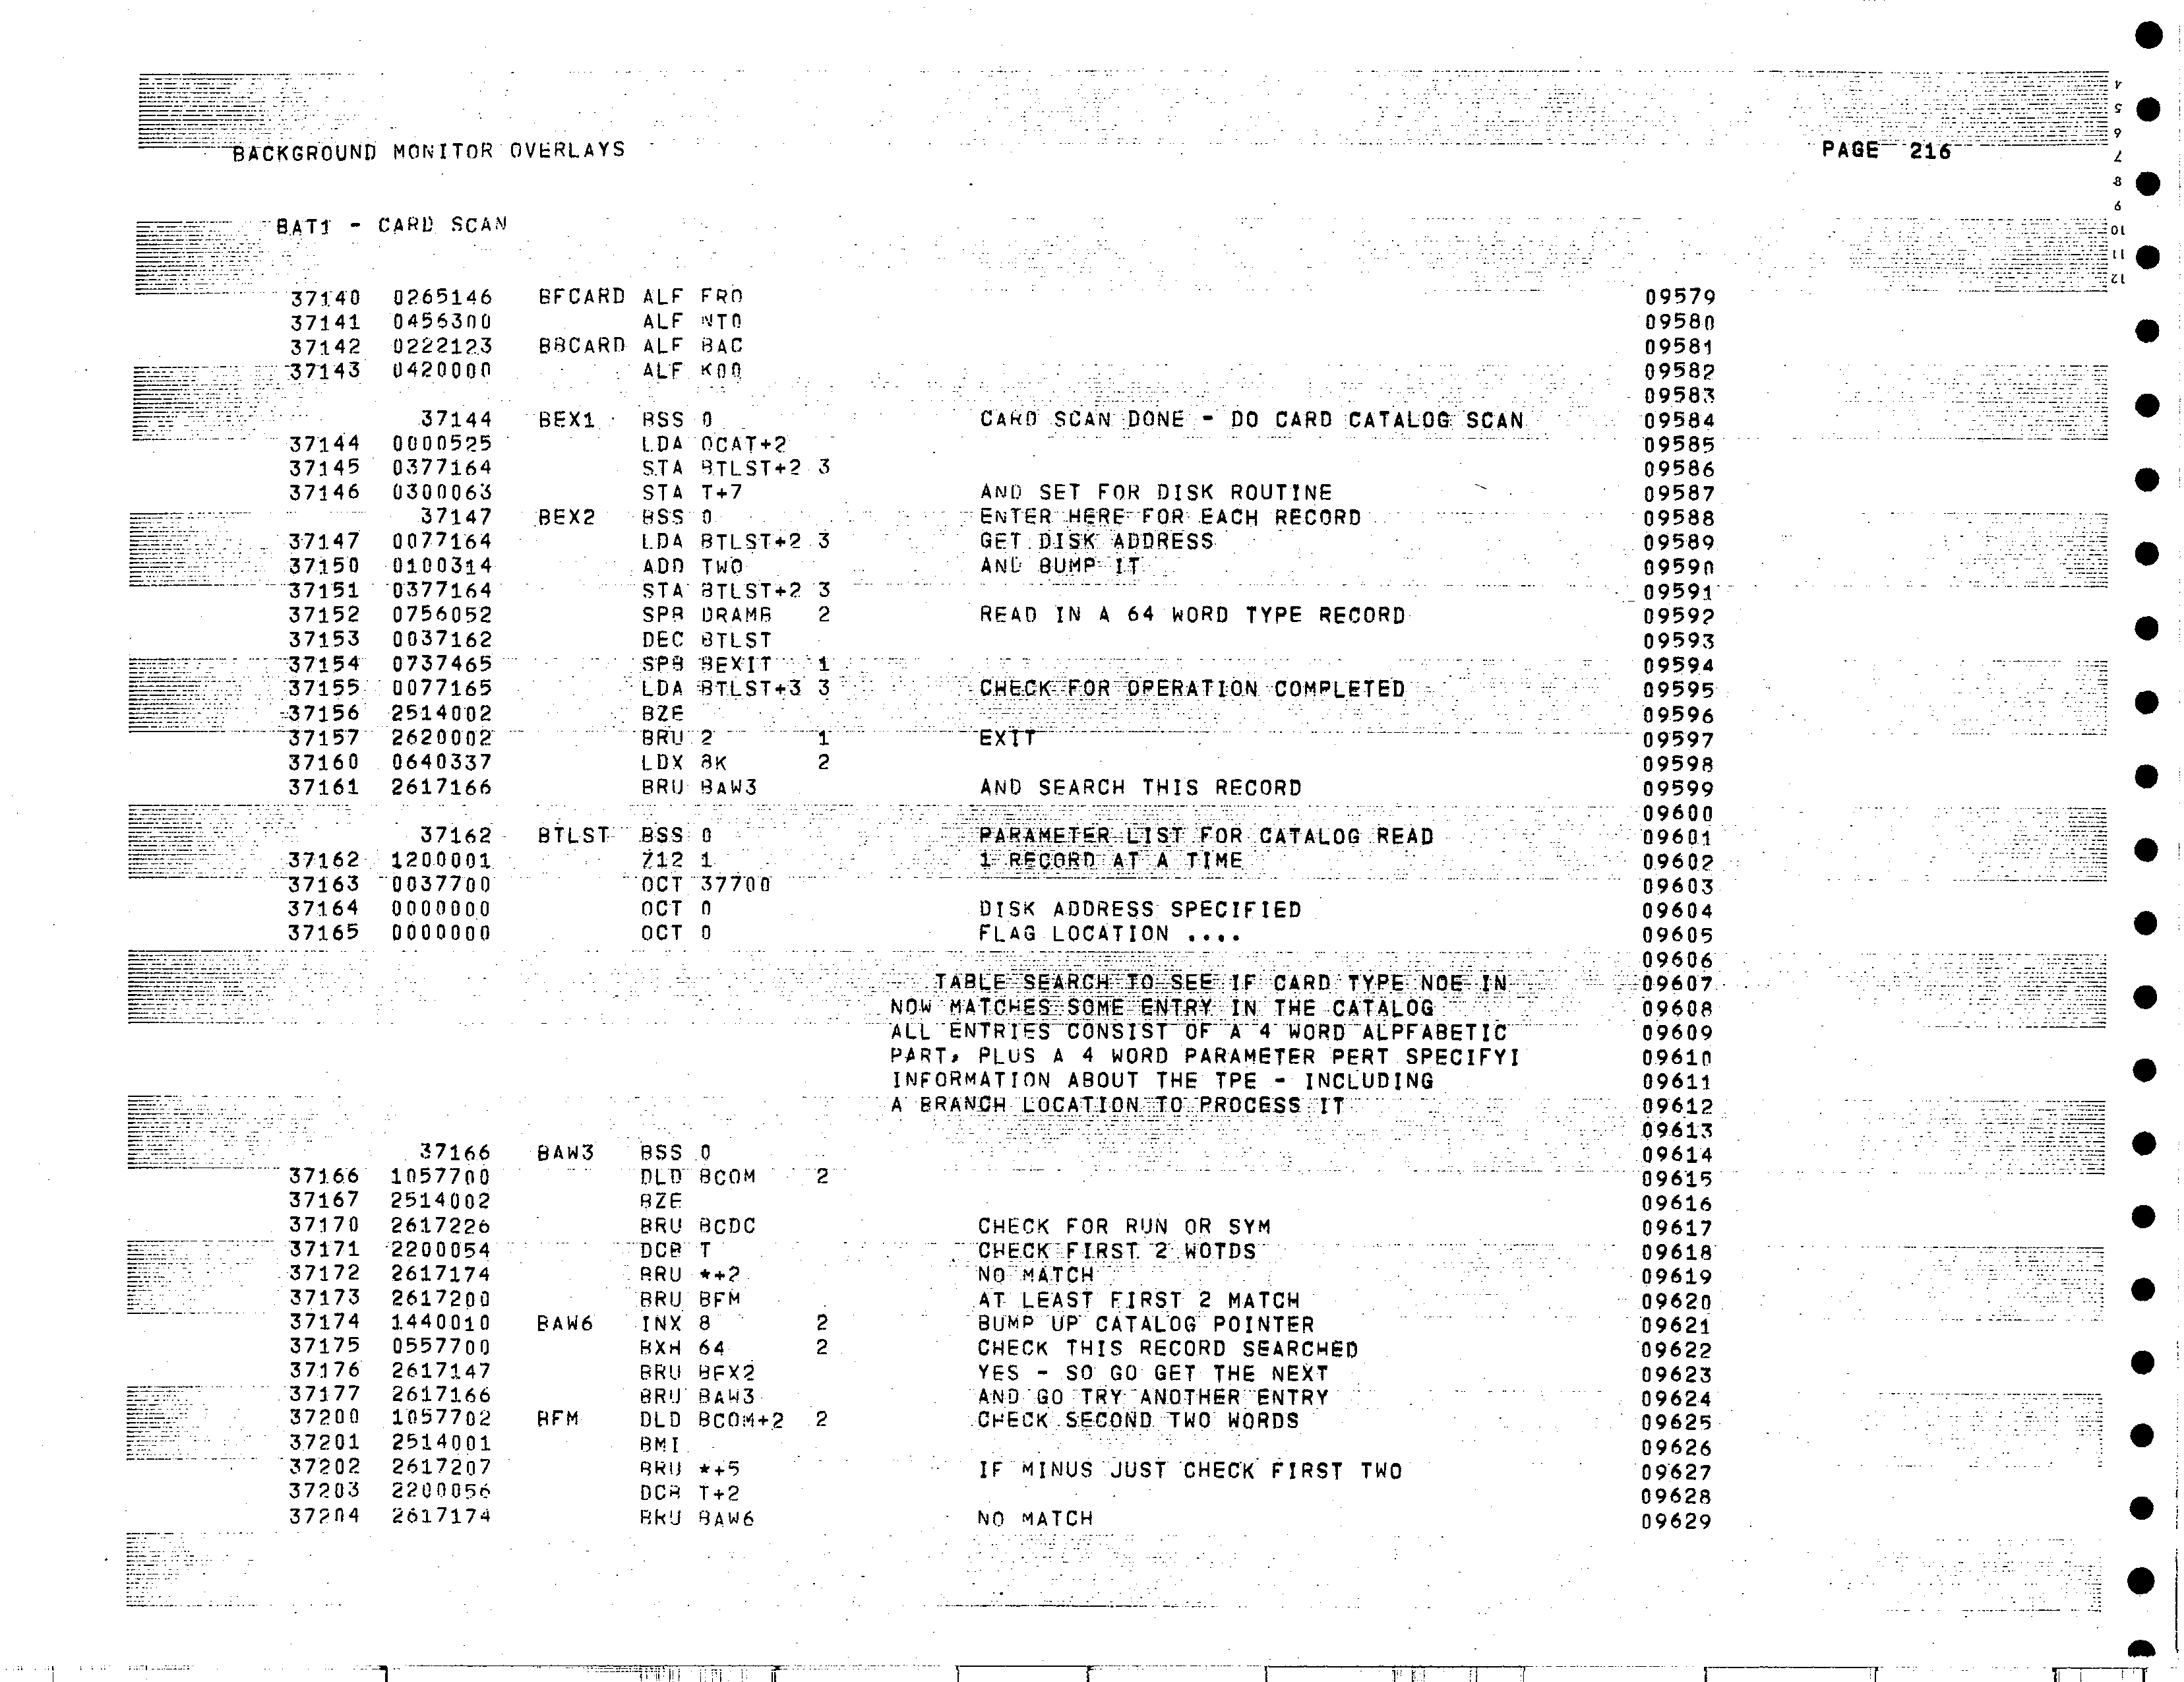 BACKGROUND MONITOR OVERLAYS PAGE 216
BAT1 - CARD SCAN
37140 0265146 BFCARD ALF FRO 09579
37141 0456300 ALF NTO 09580
37142 0222123 BBCARD ALF BAC 09581
37143 0420000 ALF K00 09582
09583
37144 BEX1 BSS 0 CARD SCAN DONE - DO CARD CATALOG SCAN 09584
37144 0000525 LDA OCAT+2 09585
37145 0377164 STA BTLST+2 3 09586
37146 0300063 STA T+7 AND SET FOR DISK ROUTINE 09587
37147 BEX2 BSS 0 ENTER HERE FOR EACH RECORD 09588
37147 0077164 LDA BTLST+2 3 GET DISK ADDRESS 09589
37150 0100314 ADD TWO AND BUMP IT 09590
37151 0377164 STA BTLST+2 3 09591
37152 0756052 SPB DRAMB 2 READ IN A 64 WORD TYPE RECORD 09592
37153 0037162 DEC BTLST 09593
37154 0737465 SPB BEXIT 1 09594
37155 0077165 LDA BTLST+3 3 CHECK FOR OPERATION COMPLETED 09595
37156 2514002 BZE 09596
37157 2620002 BRU 2 1 EXIT 09597
37160 0640337 LDX BK 2 09598
37161 2617166 BRU BAW3 AND SEARCH THIS RECORD 09599
09600
37162 BTLST BSS 0 PARAMETER LIST FOR CATALOG READ 09601
37162 1200001 Z12 1 1 RECORD AT A TIME 09602
37163 0037700 OCT 37700 09603
37164 0000000 OCT 0 DISK ADDRESS SPECIFIED 09604
37165 0000000 OCT 0 FLAG LOCATION .... 09605
09606
TABLE SEARCH TO SEE IF CARD TYPE NOE IN 09607
NOW MATCHES SOME ENTRY IN THE CATALOG 09608
ALL ENTRIES CONSIST OF A 4 WORD ALPFABETIC 09609
PART, PLUS A 4 WORD PARAMETER PERT SPECIFYI 09610
INFORMATION ABOUT THE TPE - INCLUDING 09611
A BRANCH LOCATION TO PROCESS IT 09612
09613
37166 BAW3 BSS 0 09614
37166 1057700 DLD BCOM 2 09615
37167 2514002 BZE 09616
37170 2617226 BRU BCDC CHECK FOR RUN OR SYM 09617
37171 2200054 DCB T CHECK FIRST 2 WOTDS 09618
37172 2617174 BRU *+2 NO MATCH 09619
37173 2617200 BRU BFM AT LEAST FIRST 2 MATCH 09620
37174 1440010 BAW6 INX 8 2 BUMP UP CATALOG POINTER 09621
37175 0557700 BXH 64 2 CHECK THIS RECORD SEARCHED 09622
37176 2617147 BRU BEX2 YES - SO GO GET THE NEXT 09623
37177 2617166 BRU BAW3 AND GO TRY ANOTHER ENTRY 09624
37200 1057702 BFM DLD BCOM+2 2 CHECK SECOND TWO WORDS 09625
37201 2514001 BMI 09626
37202 2617207 BRU *+5 IF MINUS JUST CHECK FIRST TWO 09627
37203 2200056 DCB T+2 09628
37204 2617174 BRU BAW6 NO MATCH 09629
4
5
6
7
8
9
10
11
12